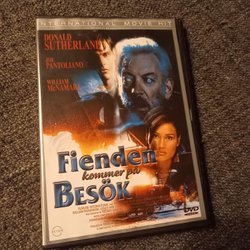 INTERNATIONAL MOVIE HIT
DONALD
SUTHERLAND
JOE
PANTOLIANO
WILLIAM
MCNAMARA
Fienden
kommer på
BESÖK
DVD